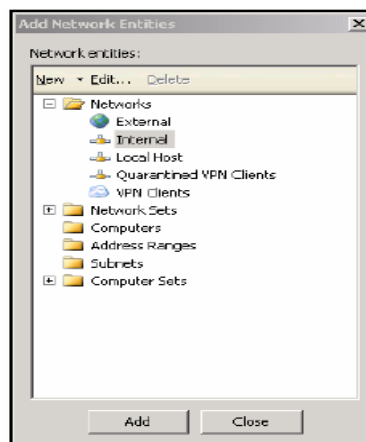 Add Network Entities
Network entities:
New Edit... Delete
Networks
External
Internal
Local Host
Quarantined VPN Clients
VPN Clients
Network Sets
Computers
Address Ranges
Subnets
Computer Sets
Add Close